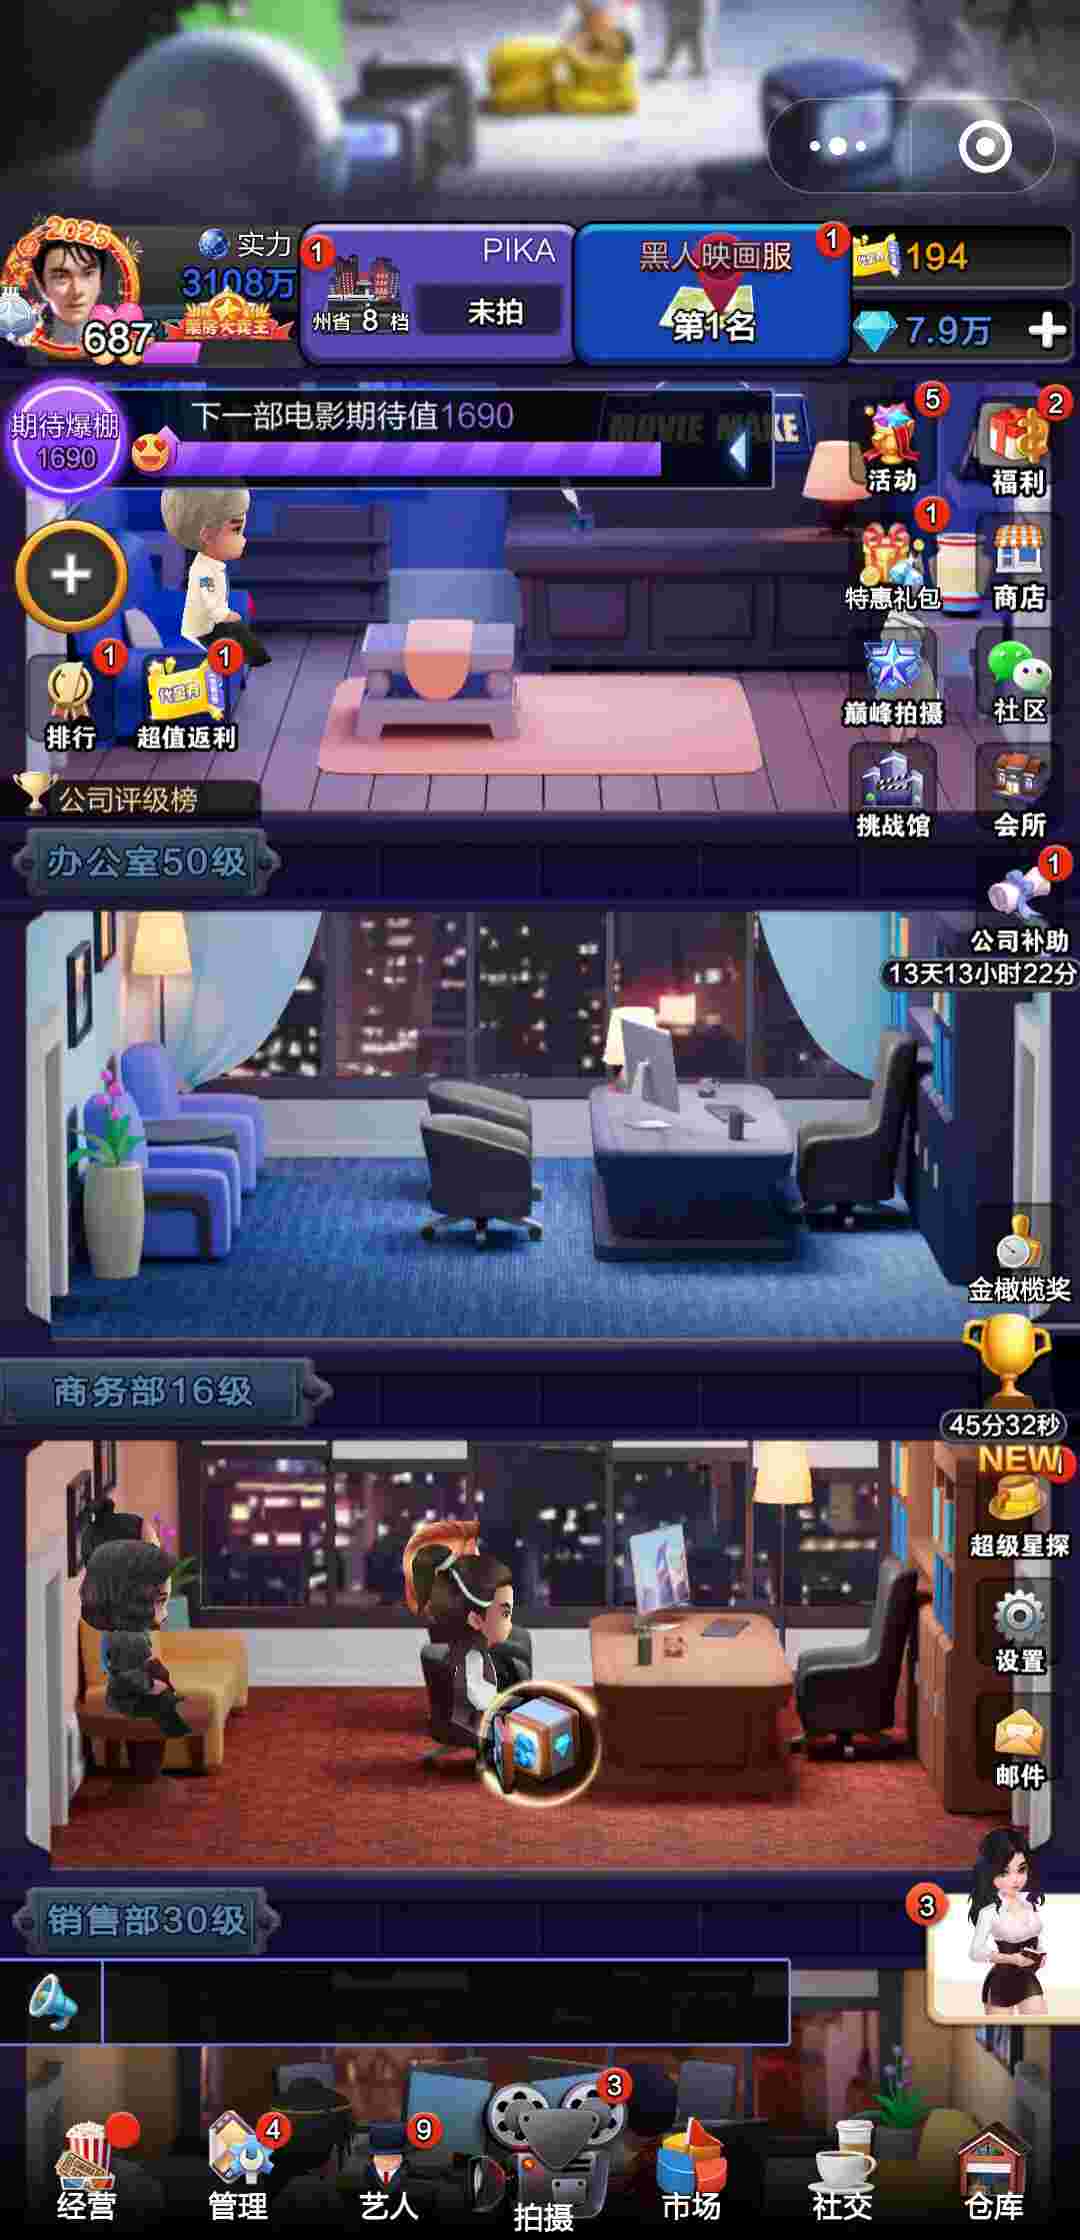 2025
实力
3108万
票房大赛王
687
1
PIKA
州省 8 档
未拍
黑人映画服
1
第1名
代金券
194
7.9万
期待爆棚
1690
下一部电影期待值1690
MOVIE MAKE
5
活动
2
福利
1
特惠礼包
商店
1
排行
1
代金券
超值返利
巅峰拍摄
社区
公司评级榜
挑战馆
会所
办公室50级
1
公司补助
13天13小时22分
金橄榄奖
商务部16级
45分32秒
NEW
超级星探
设置
邮件
销售部30级
3
经营
4
管理
9
艺人
3
拍摄
市场
社交
仓库